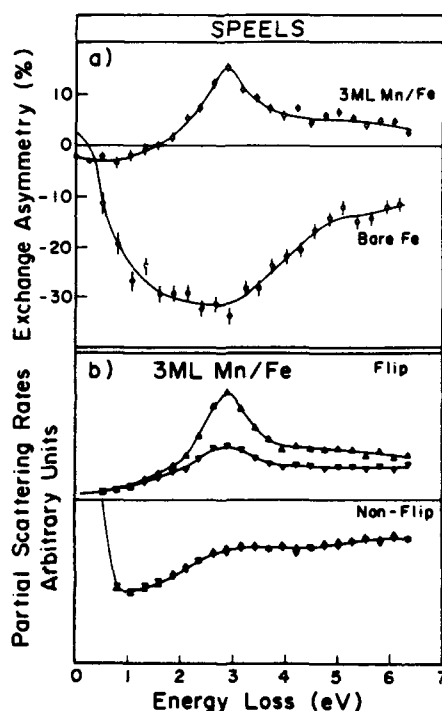 SPEELS
a)
Exchange Asymmetry (%)
10
0
-10
-20
-30
3ML Mn/Fe
Bare Fe
b)
3ML Mn/Fe
Flip
Partial Scattering Rates
Arbitrary Units
Non-Flip
0 1 2 3 4 5 6 7
Energy Loss (eV)